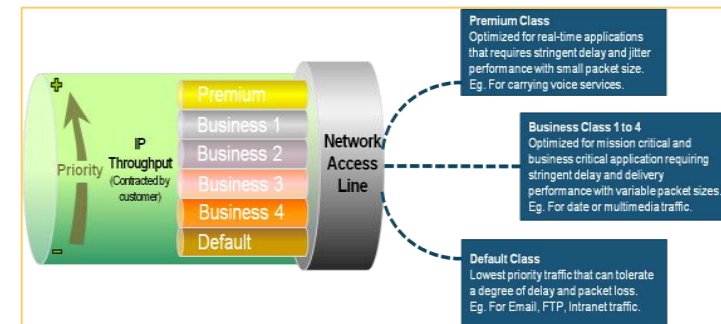 +
Priority
−
IP
Throughput
(Contracted by
customer)
Premium
Business 1
Business 2
Business 3
Business 4
Default
Network
Access
Line
Premium Class
Optimized for real-time applications
that requires stringent delay and jitter
performance with small packet size.
Eg. For carrying voice services.
Business Class 1 to 4
Optimized for mission critical and
business critical application requiring
stringent delay and delivery
performance with variable packet sizes.
Eg. For date or multimedia traffic.
Default Class
Lowest priority traffic that can tolerate
a degree of delay and packet loss.
Eg. For Email, FTP, Intranet traffic.